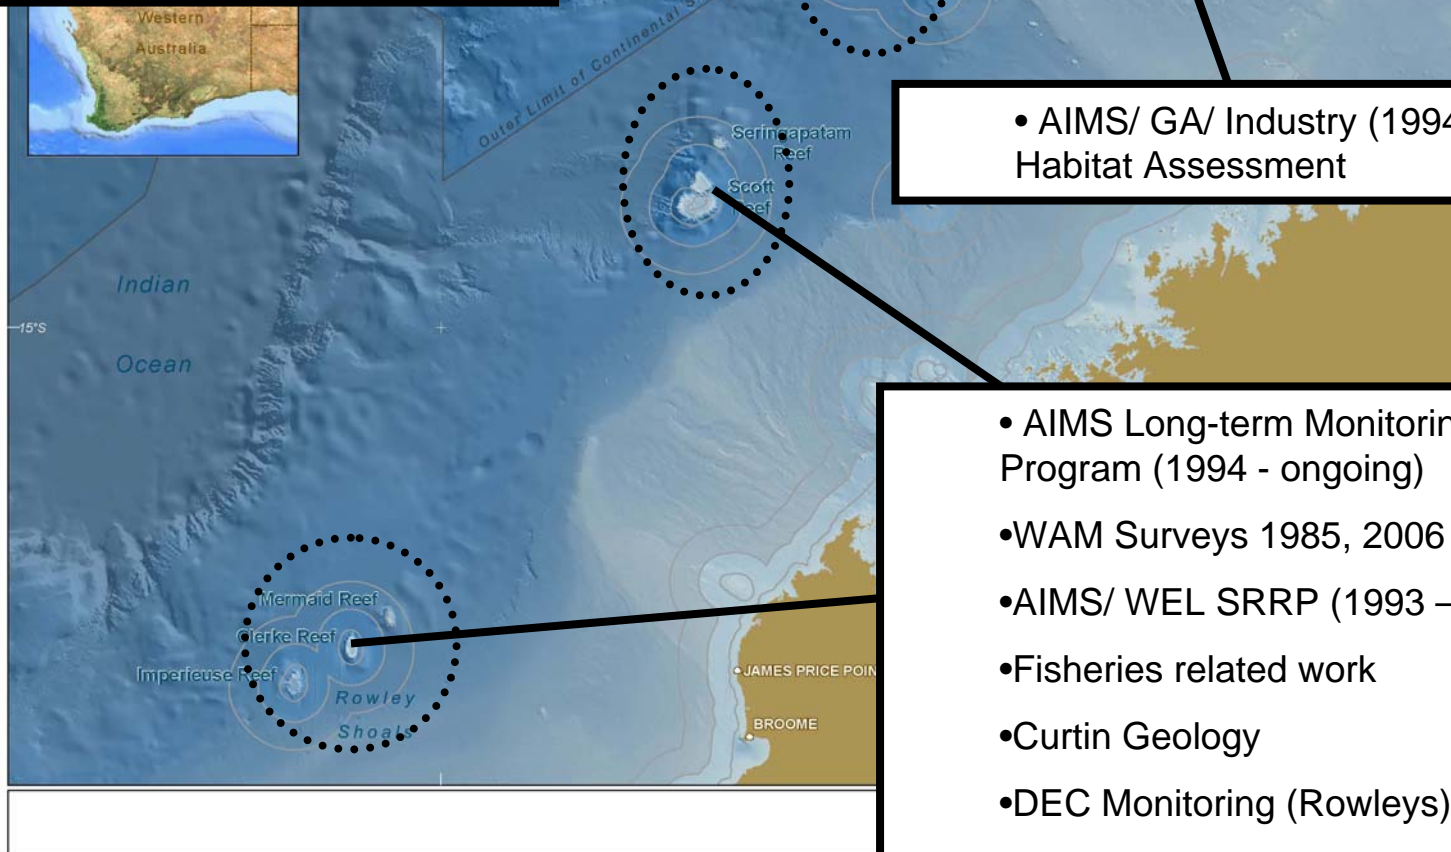 Western
Australia
Outer Limit of Continental
Seringapatam
Reef
Scott
Reef
• AIMS/ GA/ Industry (1994
Habitat Assessment
Indian
Ocean
15°S
• AIMS Long-term Monitorin
Program (1994 - ongoing)
•WAM Surveys 1985, 2006
•AIMS/ WEL SRRP (1993 –
•Fisheries related work
•Curtin Geology
•DEC Monitoring (Rowleys)
Mermaid Reef
Clerke Reef
Imperieuse Reef
Rowley
Shoals
JAMES PRICE POIN
BROOME